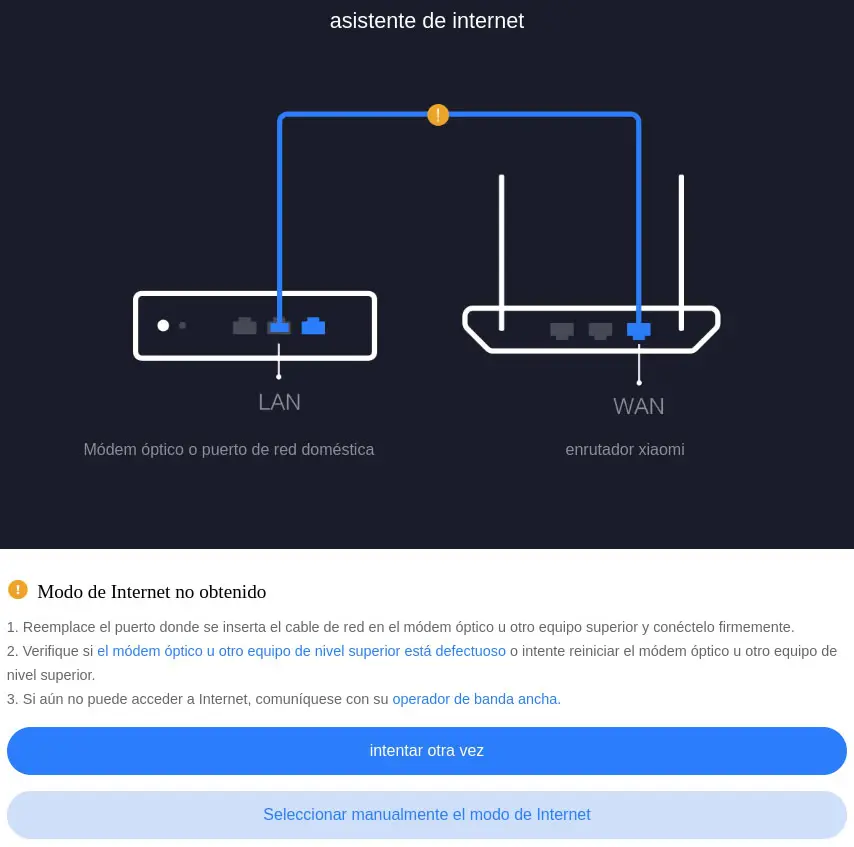 asistente de internet
LAN
WAN
Módem óptico o puerto de red doméstica
enrutador xiaomi
Modo de Internet no obtenido
1. Reemplace el puerto donde se inserta el cable de red en el módem óptico u otro equipo superior y conéctelo firmemente.
2. Verifique si el módem óptico u otro equipo de nivel superior está defectuoso o intente reiniciar el módem óptico u otro equipo de
nivel superior.
3. Si aún no puede acceder a Internet, comuníquese con su operador de banda ancha.
intentar otra vez
Seleccionar manualmente el modo de Internet